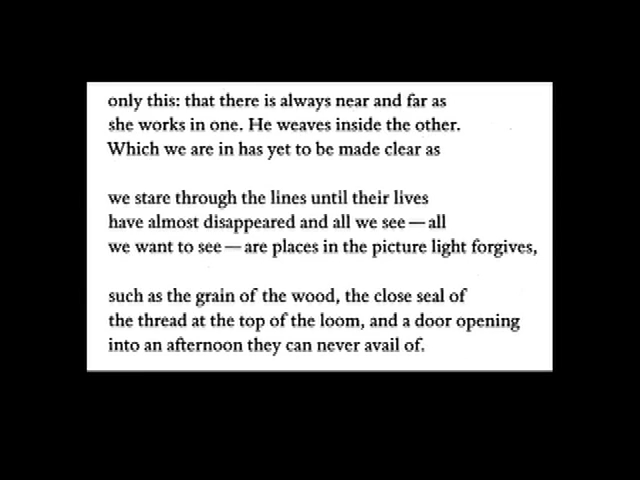 only this: that there is always near and far as
she works in one. He weaves inside the other.
Which we are in has yet to be made clear as
we stare through the lines until their lives
have almost disappeared and all we see—all
we want to see—are places in the picture light forgives,
such as the grain of the wood, the close seal of
the thread at the top of the loom, and a door opening
into an afternoon they can never avail of.